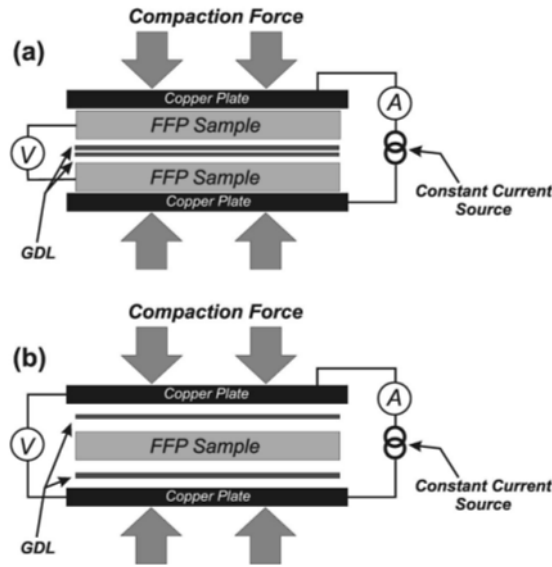 Compaction Force
(a)
Copper Plate
A
FFP Sample
V
FFP Sample
Constant Current
Source
Copper Plate
GDL
Compaction Force
(b)
Copper Plate
A
V
FFP Sample
Constant Current
Source
Copper Plate
GDL